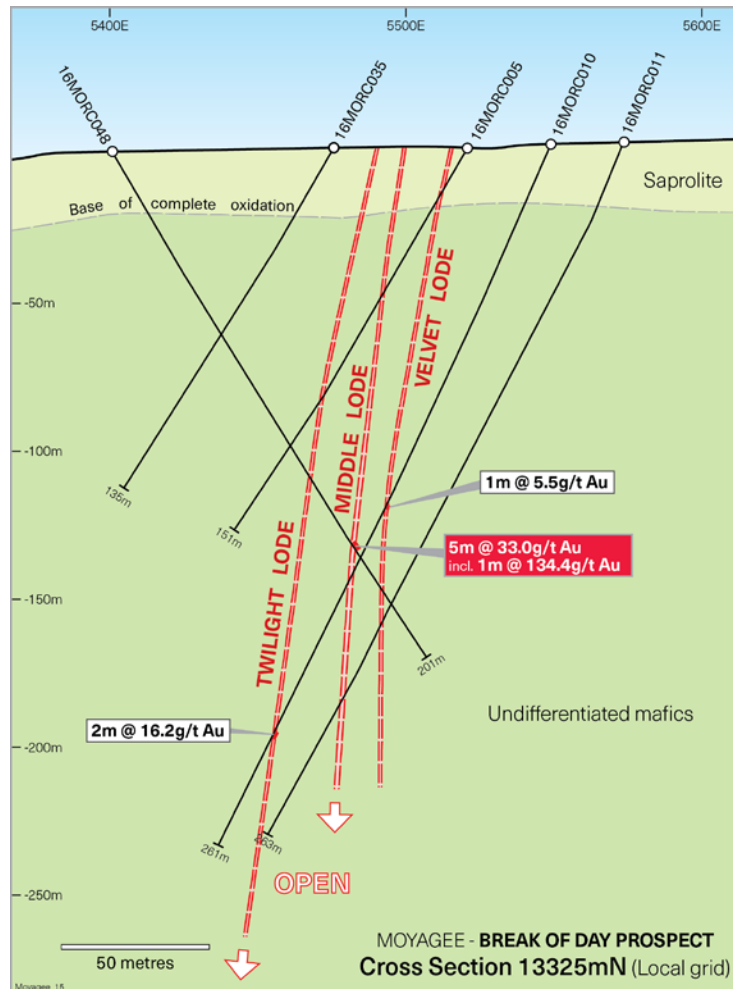 5400E
5500E
5600E
16MORC048
16MORC035
16MORC005
16MORC010
16MORC011
Saprolite
Base of complete oxidation
-50m
VELVET LODE
MIDDLE LODE
-100m
1m @ 5.5g/t Au
135m
151m
5m @ 33.0g/t Au
incl. 1m @ 134.4g/t Au
-150m
TWILIGHT LODE
201m
Undifferentiated mafics
2m @ 16.2g/t Au
-200m
261m
263m
OPEN
-250m
50 metres
MOYAGEE - BREAK OF DAY PROSPECT
Cross Section 13325mN (Local grid)
Moyagee_15